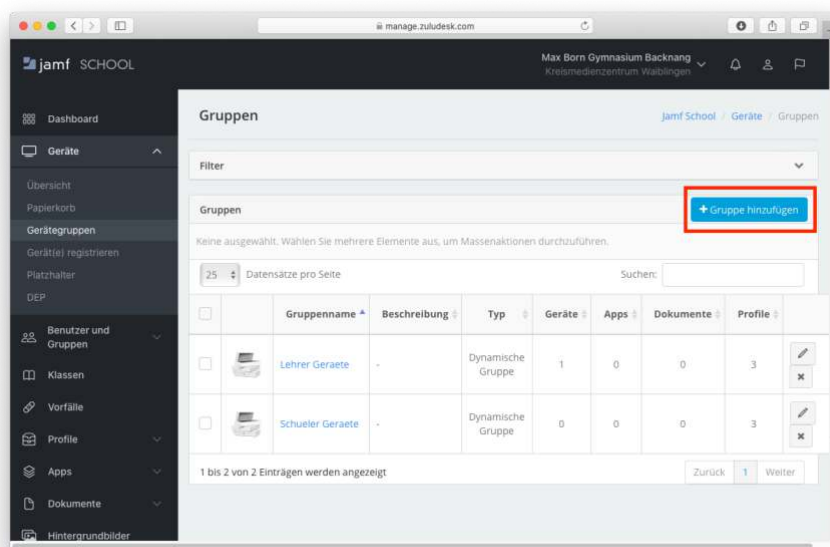 manage.zuludesk.com
jamf SCHOOL
Max Born Gymnasium Backnang
Kreismedienzentrum Waiblingen
Dashboard
Geräte
Übersicht
Papierkorb
Gerätegruppen
Gerät(e) registrieren
Platzhalter
DEP
Benutzer und
Gruppen
Klassen
Vorfälle
Profile
Apps
Dokumente
Hintergrundbilder
Gruppen
Jamf School / Geräte / Gruppen
Filter
Gruppen
+ Gruppe hinzufügen
Keine ausgewählt. Wählen Sie mehrere Elemente aus, um Massenaktionen durchzuführen.
25 Datensätze pro Seite
Suchen:
Gruppenname Beschreibung Typ Geräte Apps Dokumente Profile
Lehrer Geraete - Dynamische Gruppe 1 0 0 3
Schueler Geraete - Dynamische Gruppe 0 0 0 3
1 bis 2 von 2 Einträgen werden angezeigt
Zurück 1 Weiter